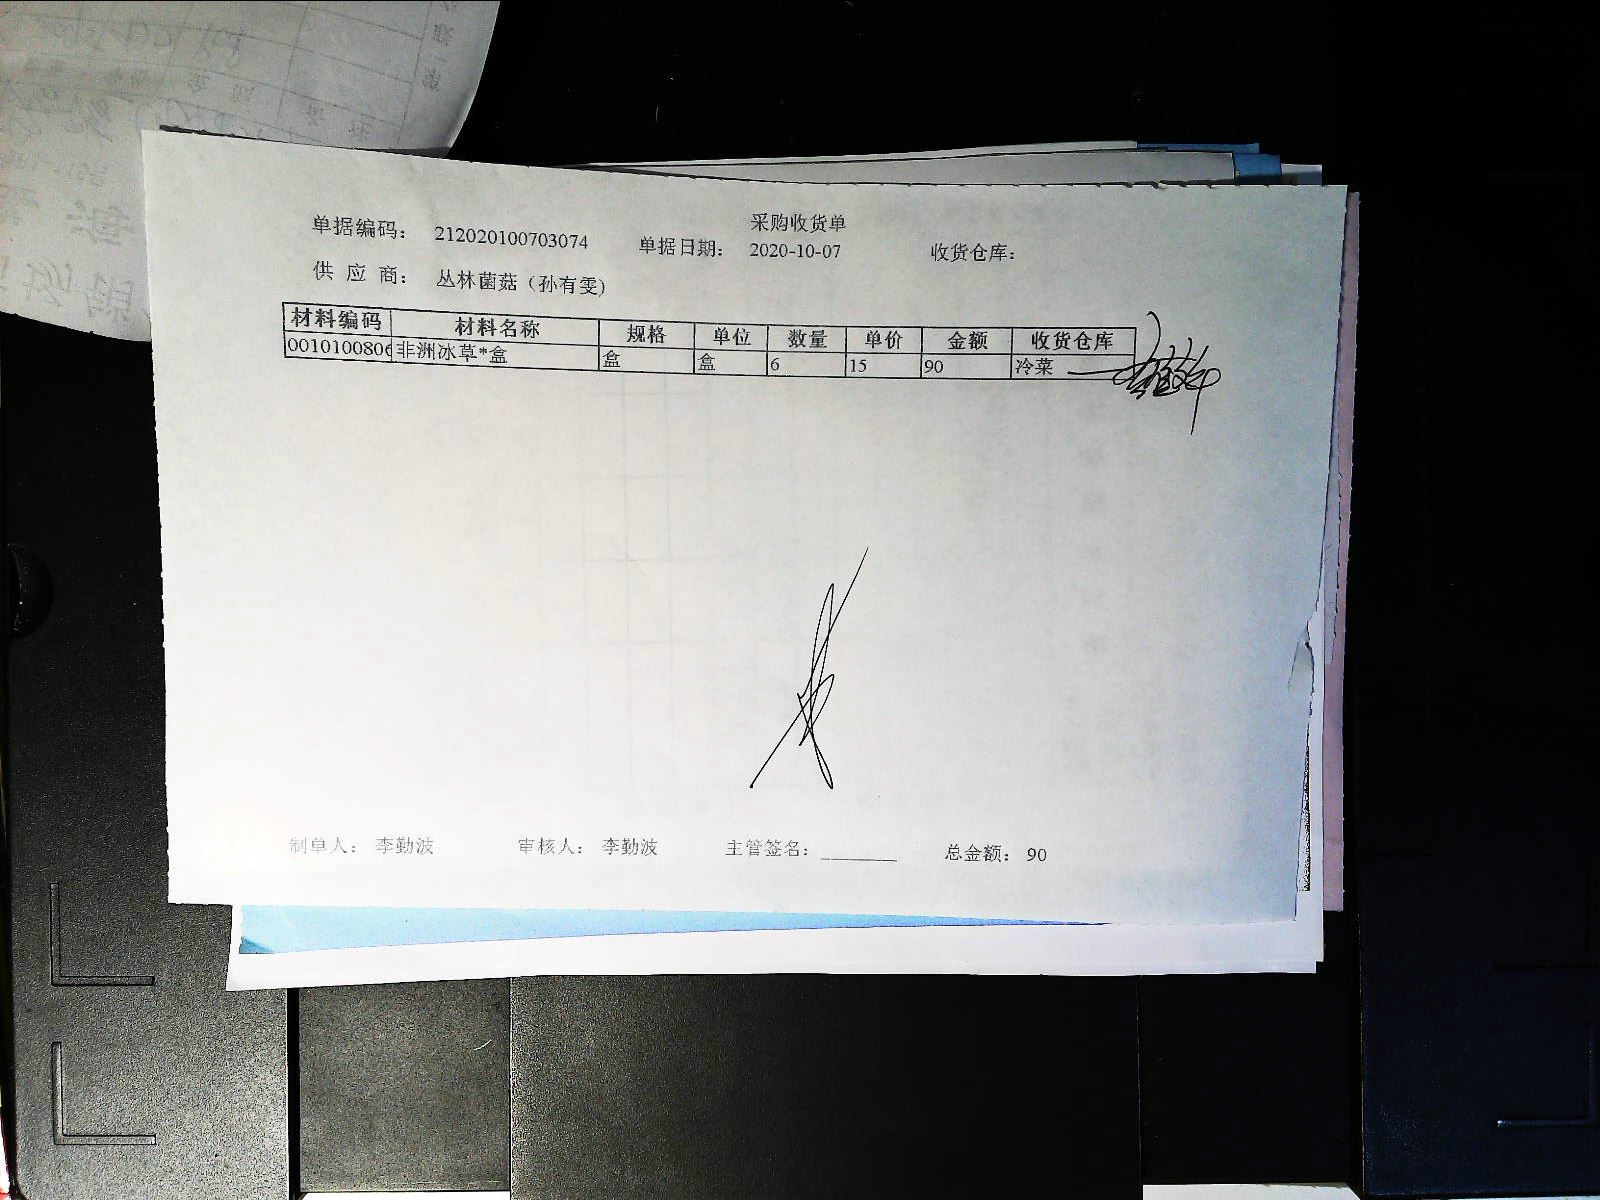 采购收货单
单据编码： 212020100703074 单据日期： 2020-10-07 收货仓库：
供 应 商： 丛林菌菇（孙有雯）
材料编码 材料名称 规格 单位 数量 单价 金额 收货仓库
001010080 非洲冰草*盒 盒 盒 6 15 90 冷菜
制单人： 李勤波 审核人： 李勤波 主管签名：________ 总金额： 90